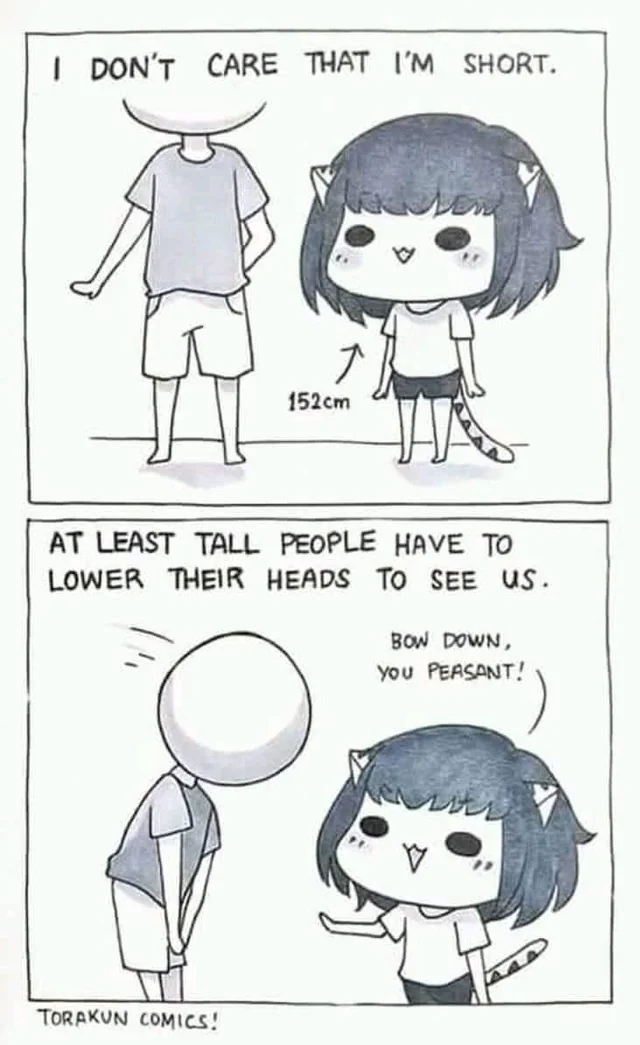 I DON'T CARE THAT I'M SHORT.
152cm
AT LEAST TALL PEOPLE HAVE TO
LOWER THEIR HEADS TO SEE US.
BOW DOWN,
YOU PEASANT!
TORAKUN COMICS!